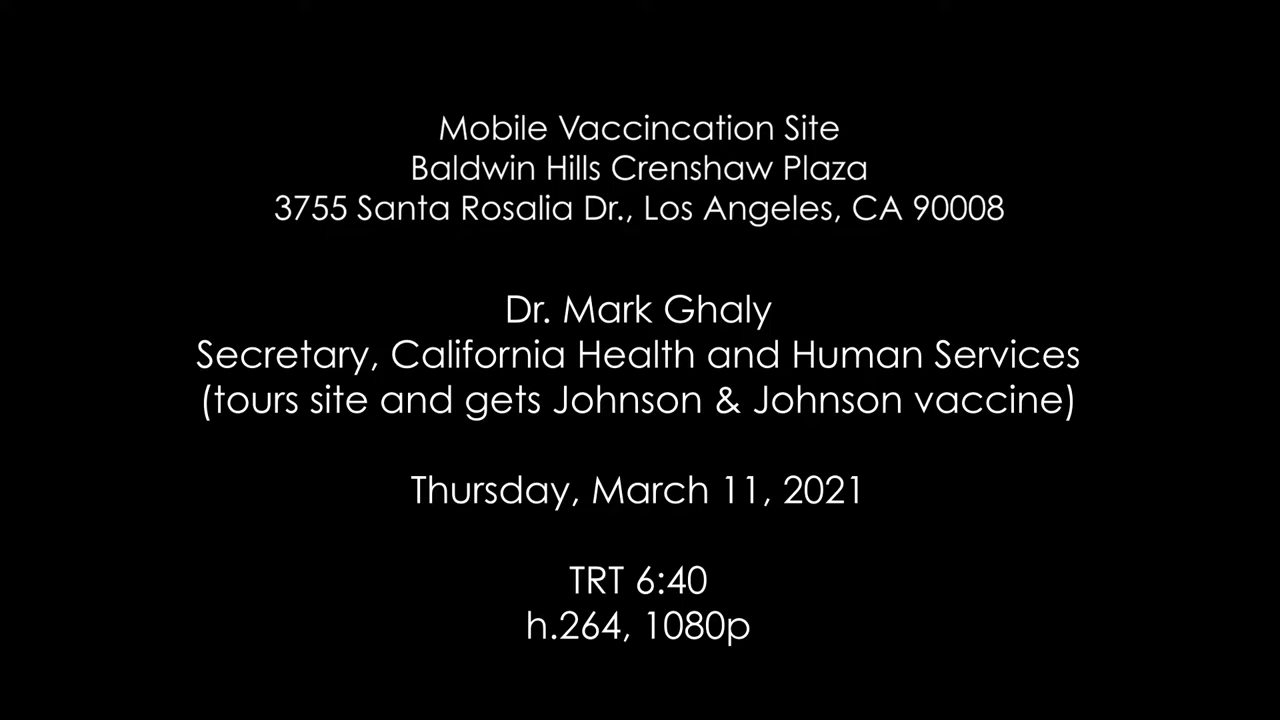 Mobile Vaccincation Site
Baldwin Hills Crenshaw Plaza
3755 Santa Rosalia Dr., Los Angeles, CA 90008
Dr. Mark Ghaly
Secretary, California Health and Human Services
(tours site and gets Johnson & Johnson vaccine)
Thursday, March 11, 2021
TRT 6:40
h.264, 1080p